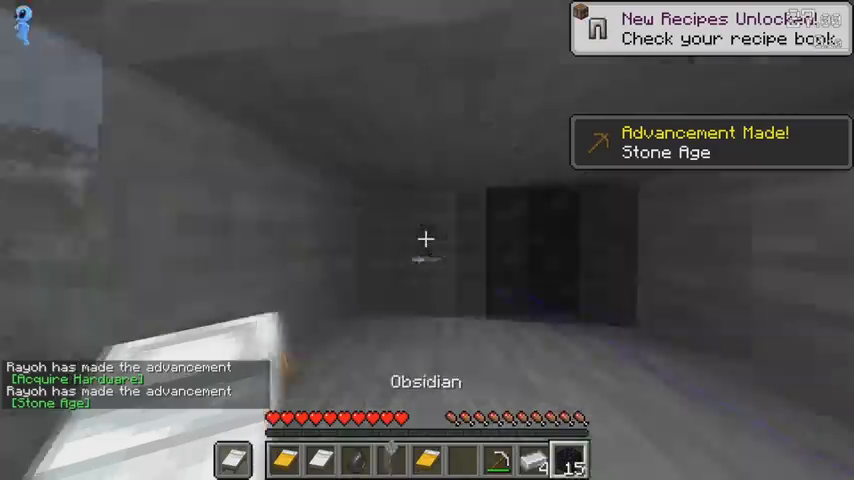 New Recipes Unlocked!
Check your recipe book
Advancement Made!
Stone Age
Rayoh has made the advancement
[Acquire Hardware]
Rayoh has made the advancement
[Stone Age]
Obsidian
4
15